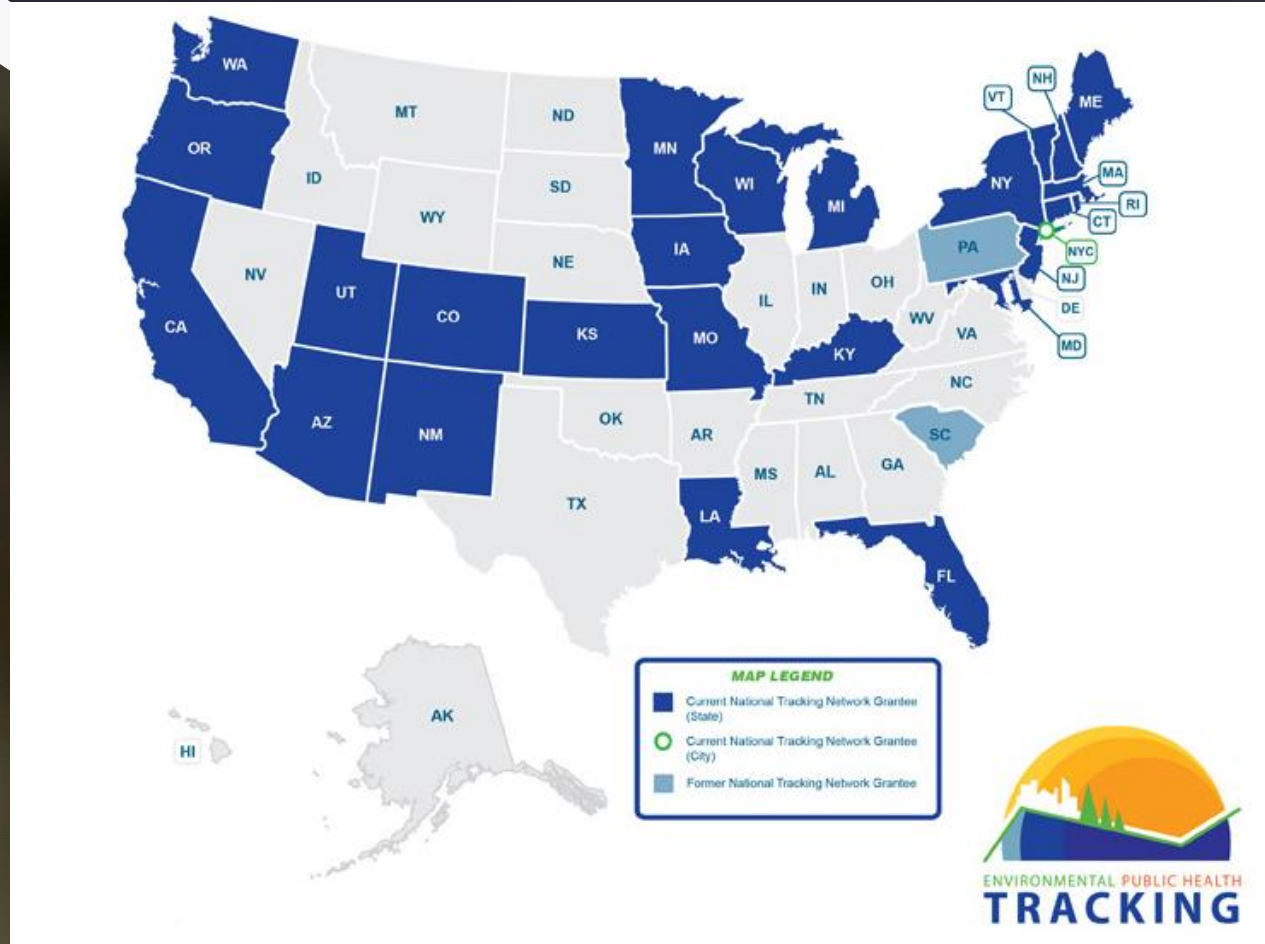 WA
OR
CA
NV
ID
MT
WY
UT
AZ
CO
NM
ND
SD
NE
KS
OK
TX
MN
IA
MO
AR
LA
WI
IL
MI
IN
OH
KY
TN
MS
AL
GA
FL
SC
NC
VA
WV
PA
NY
VT
NH
ME
MA
RI
CT
NYC
NJ
DE
MD
AK
HI
MAP LEGEND
Current National Tracking Network Grantee
(State)
Current National Tracking Network Grantee
(City)
Former National Tracking Network Grantee
ENVIRONMENTAL PUBLIC HEALTH
TRACKING